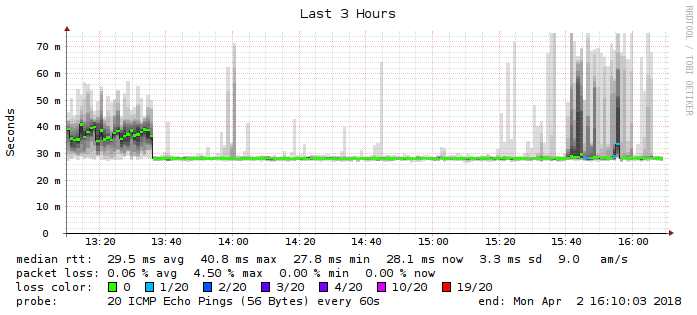 Last 3 Hours
RRDTOOL / TOBI OETIKER
Seconds
70 m
60 m
50 m
40 m
30 m
20 m
10 m
0
13:20 13:40 14:00 14:20 14:40 15:00 15:20 15:40 16:00
median rtt: 29.5 ms avg 40.8 ms max 27.8 ms min 28.1 ms now 3.3 ms sd 9.0 am/s
packet loss: 0.06 % avg 4.50 % max 0.00 % min 0.00 % now
loss color: 0 1/20 2/20 3/20 4/20 10/20 19/20
probe: 20 ICMP Echo Pings (56 Bytes) every 60s end: Mon Apr 2 16:10:03 2018